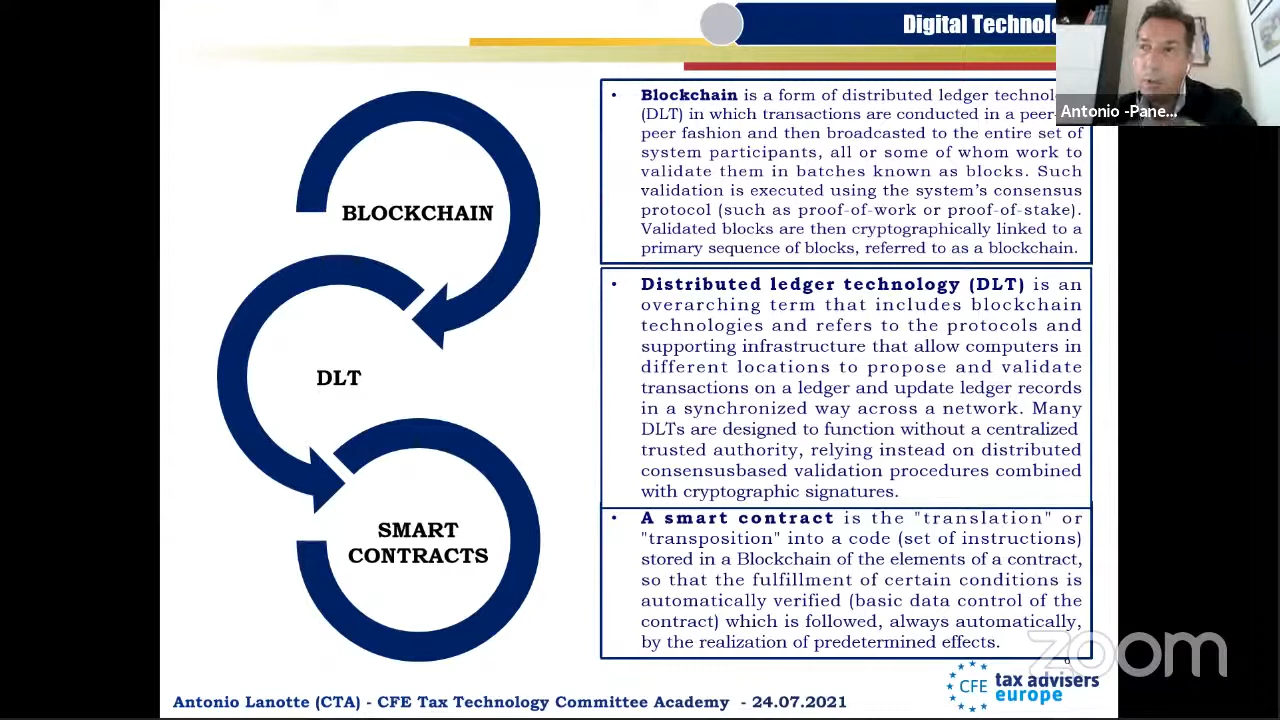 Digital Technolo
Antonio -Pane...
BLOCKCHAIN
• Blockchain is a form of distributed ledger technolo
(DLT) in which transactions are conducted in a peer-
peer fashion and then broadcasted to the entire set of
system participants, all or some of whom work to
validate them in batches known as blocks. Such
validation is executed using the system's consensus
protocol (such as proof-of-work or proof-of-stake).
Validated blocks are then cryptographically linked to a
primary sequence of blocks, referred to as a blockchain.
DLT
• Distributed ledger technology (DLT) is an
overarching term that includes blockchain
technologies and refers to the protocols and
supporting infrastructure that allow computers in
different locations to propose and validate
transactions on a ledger and update ledger records
in a synchronized way across a network. Many
DLTs are designed to function without a centralized
trusted authority, relying instead on distributed
consensusbased validation procedures combined
with cryptographic signatures.
SMART
CONTRACTS
• A smart contract is the "translation" or
"transposition" into a code (set of instructions)
stored in a Blockchain of the elements of a contract,
so that the fulfillment of certain conditions is
automatically verified (basic data control of the
contract) which is followed, always automatically,
by the realization of predetermined effects.
6
zoom
CFE tax advisers
europe
Antonio Lanotte (CTA) - CFE Tax Technology Committee Academy - 24.07.2021